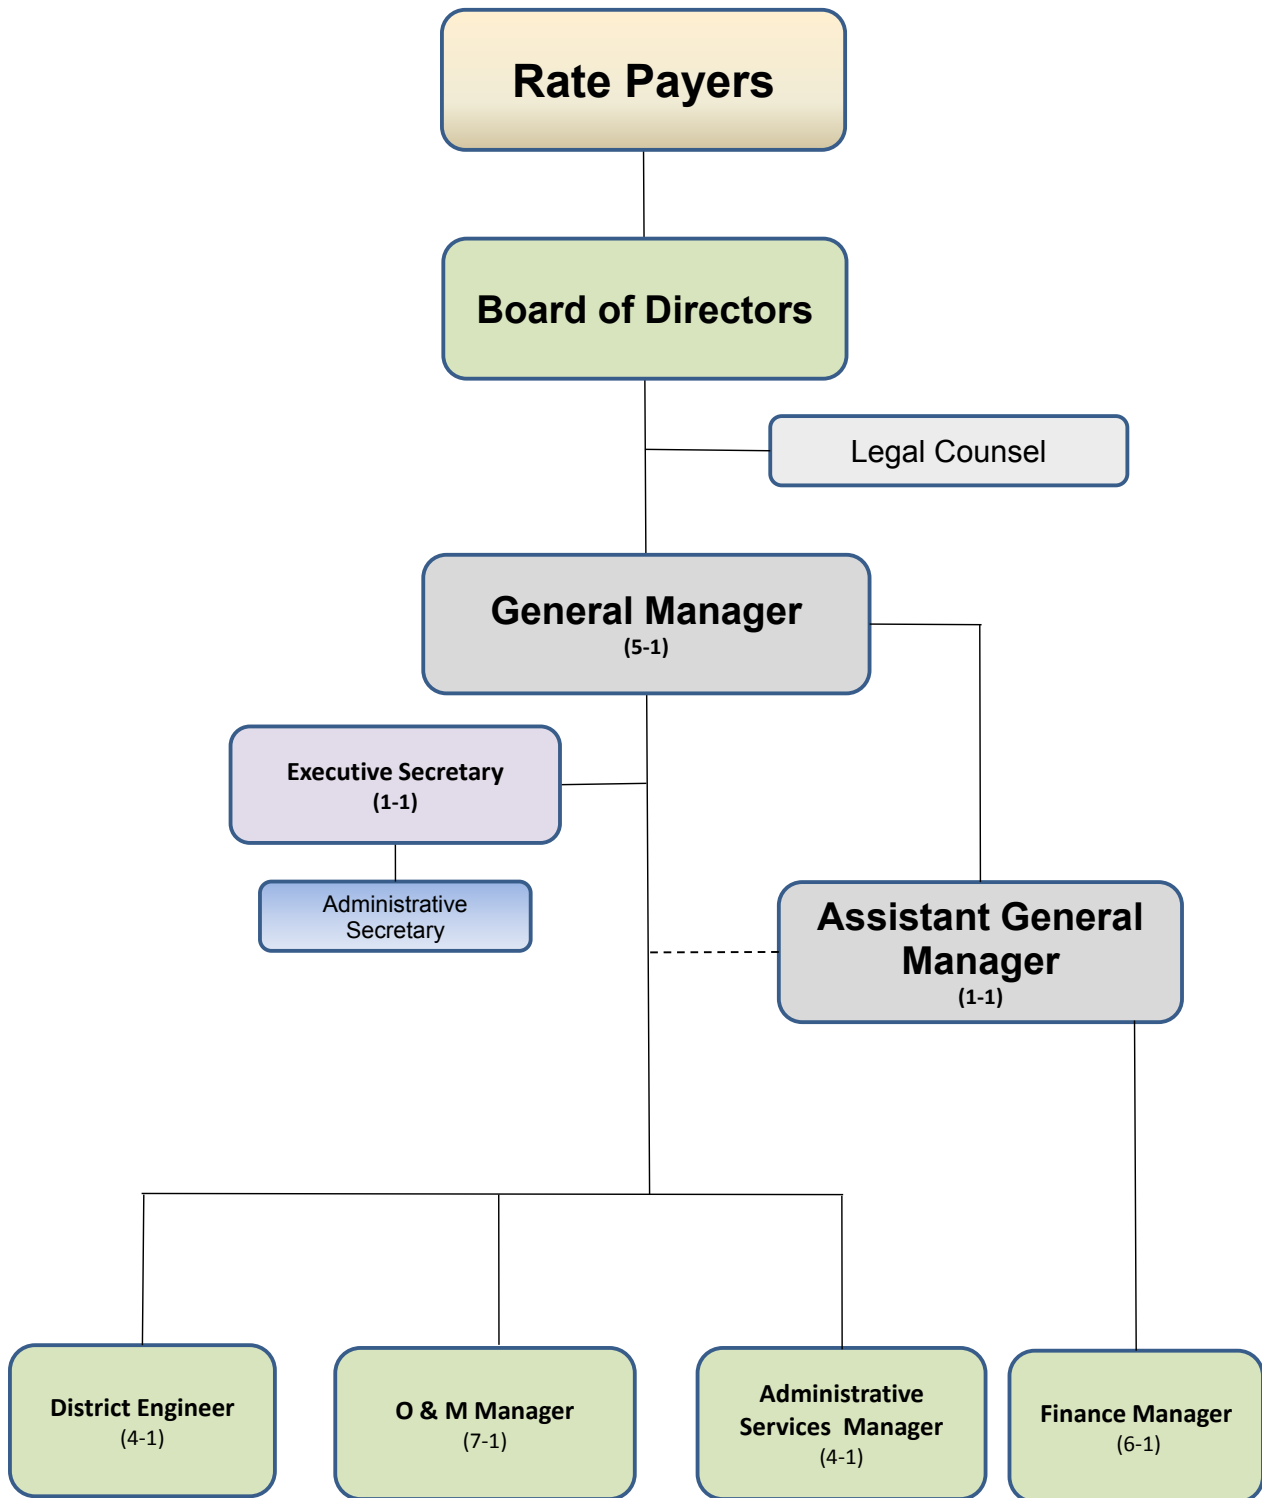 Rate Payers
Board of Directors
Legal Counsel
General Manager
(5-1)
Executive Secretary
(1-1)
Administrative
Secretary
Assistant General
Manager
(1-1)
District Engineer
(4-1)
O & M Manager
(7-1)
Administrative
Services  Manager
(4-1)
Finance Manager
(6-1)